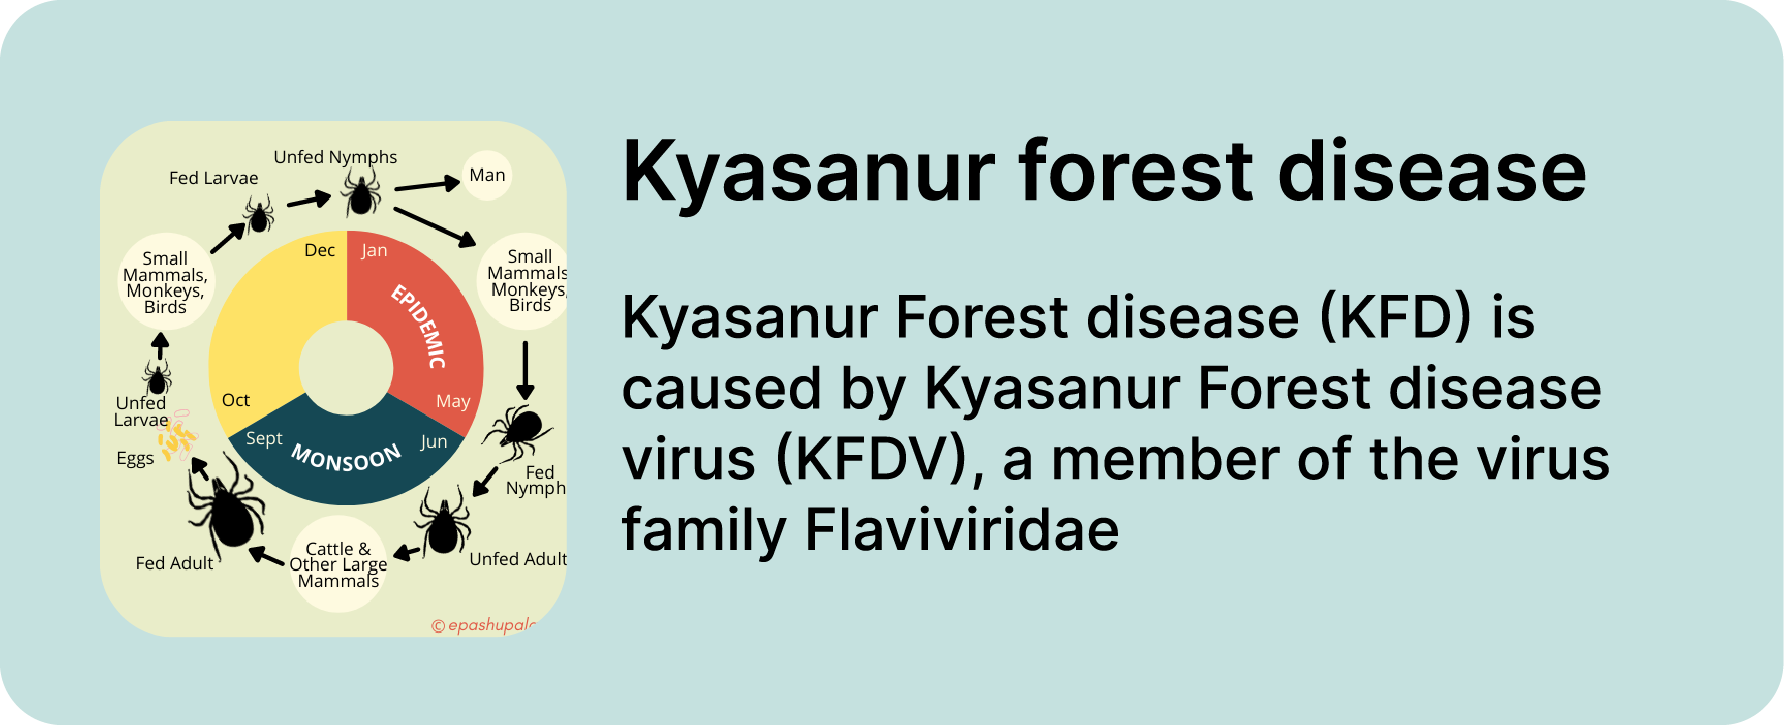 Kyasanur forest disease
Kyasanur Forest disease (KFD) is
caused by Kyasanur Forest disease
virus (KFDV), a member of the virus
family Flaviviridae
Unfed Nymphs
Fed Larvae
Man
Small
Mammals,
Monkeys,
Birds
Small
Mammals
Monkeys,
Birds
Dec
Jan
EPIDEMIC
Oct
May
Sept
Jun
MONSOON
Unfed
Larvae
Eggs
Fed
Nymph
Fed Adult
Cattle &
Other Large
Mammals
Unfed Adult